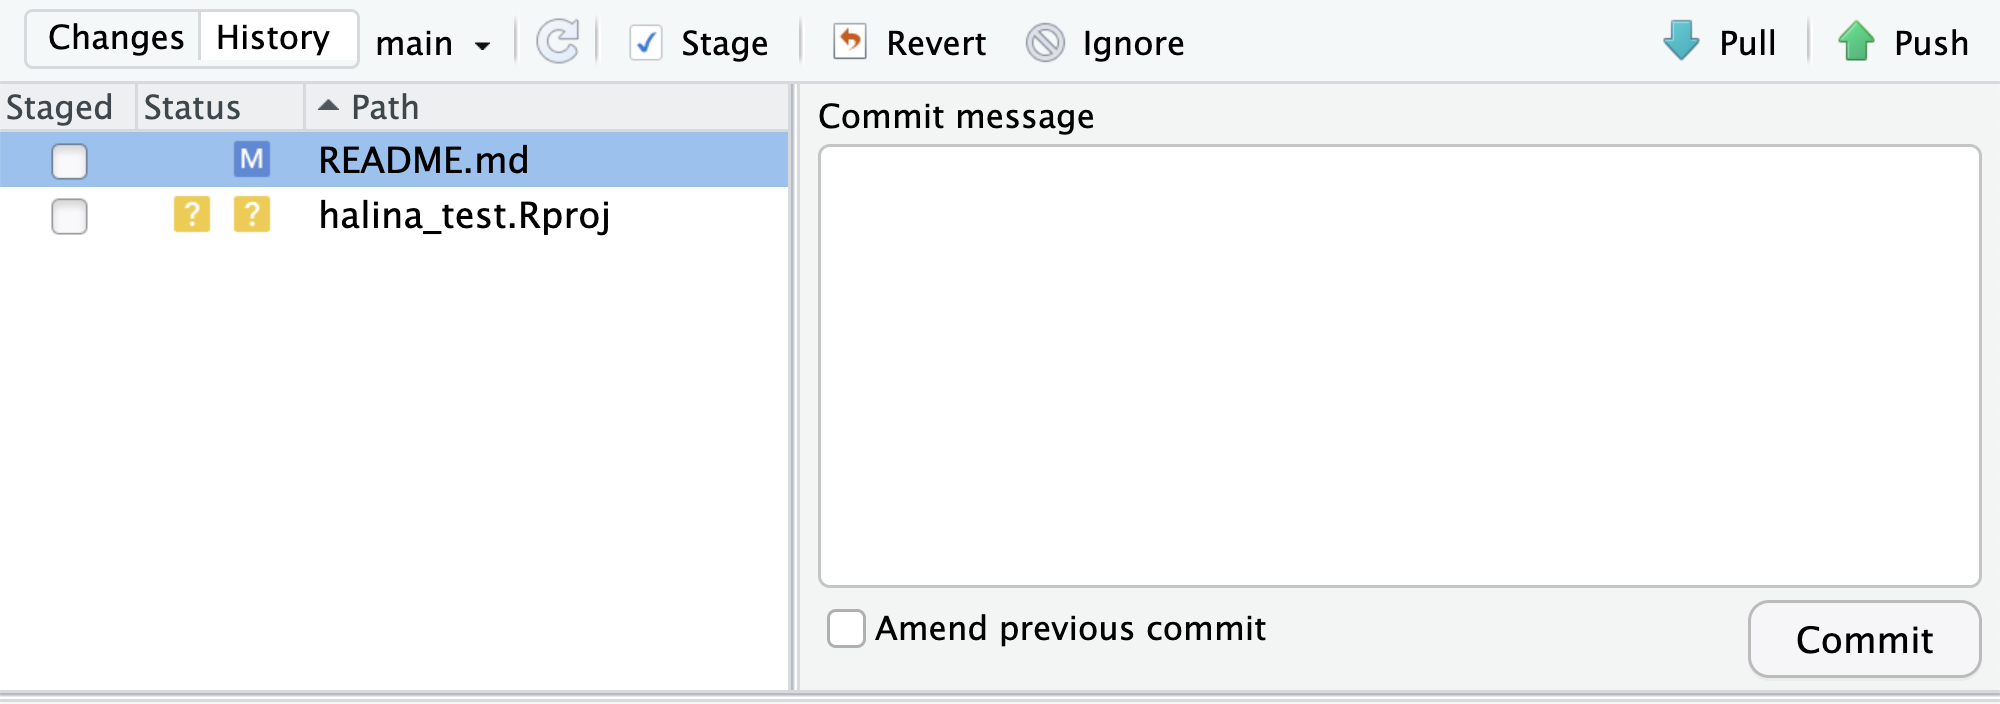 Changes History main Stage Revert Ignore Pull Push
Staged Status Path
M README.md
? ? halina_test.Rproj
Commit message
Amend previous commit
Commit